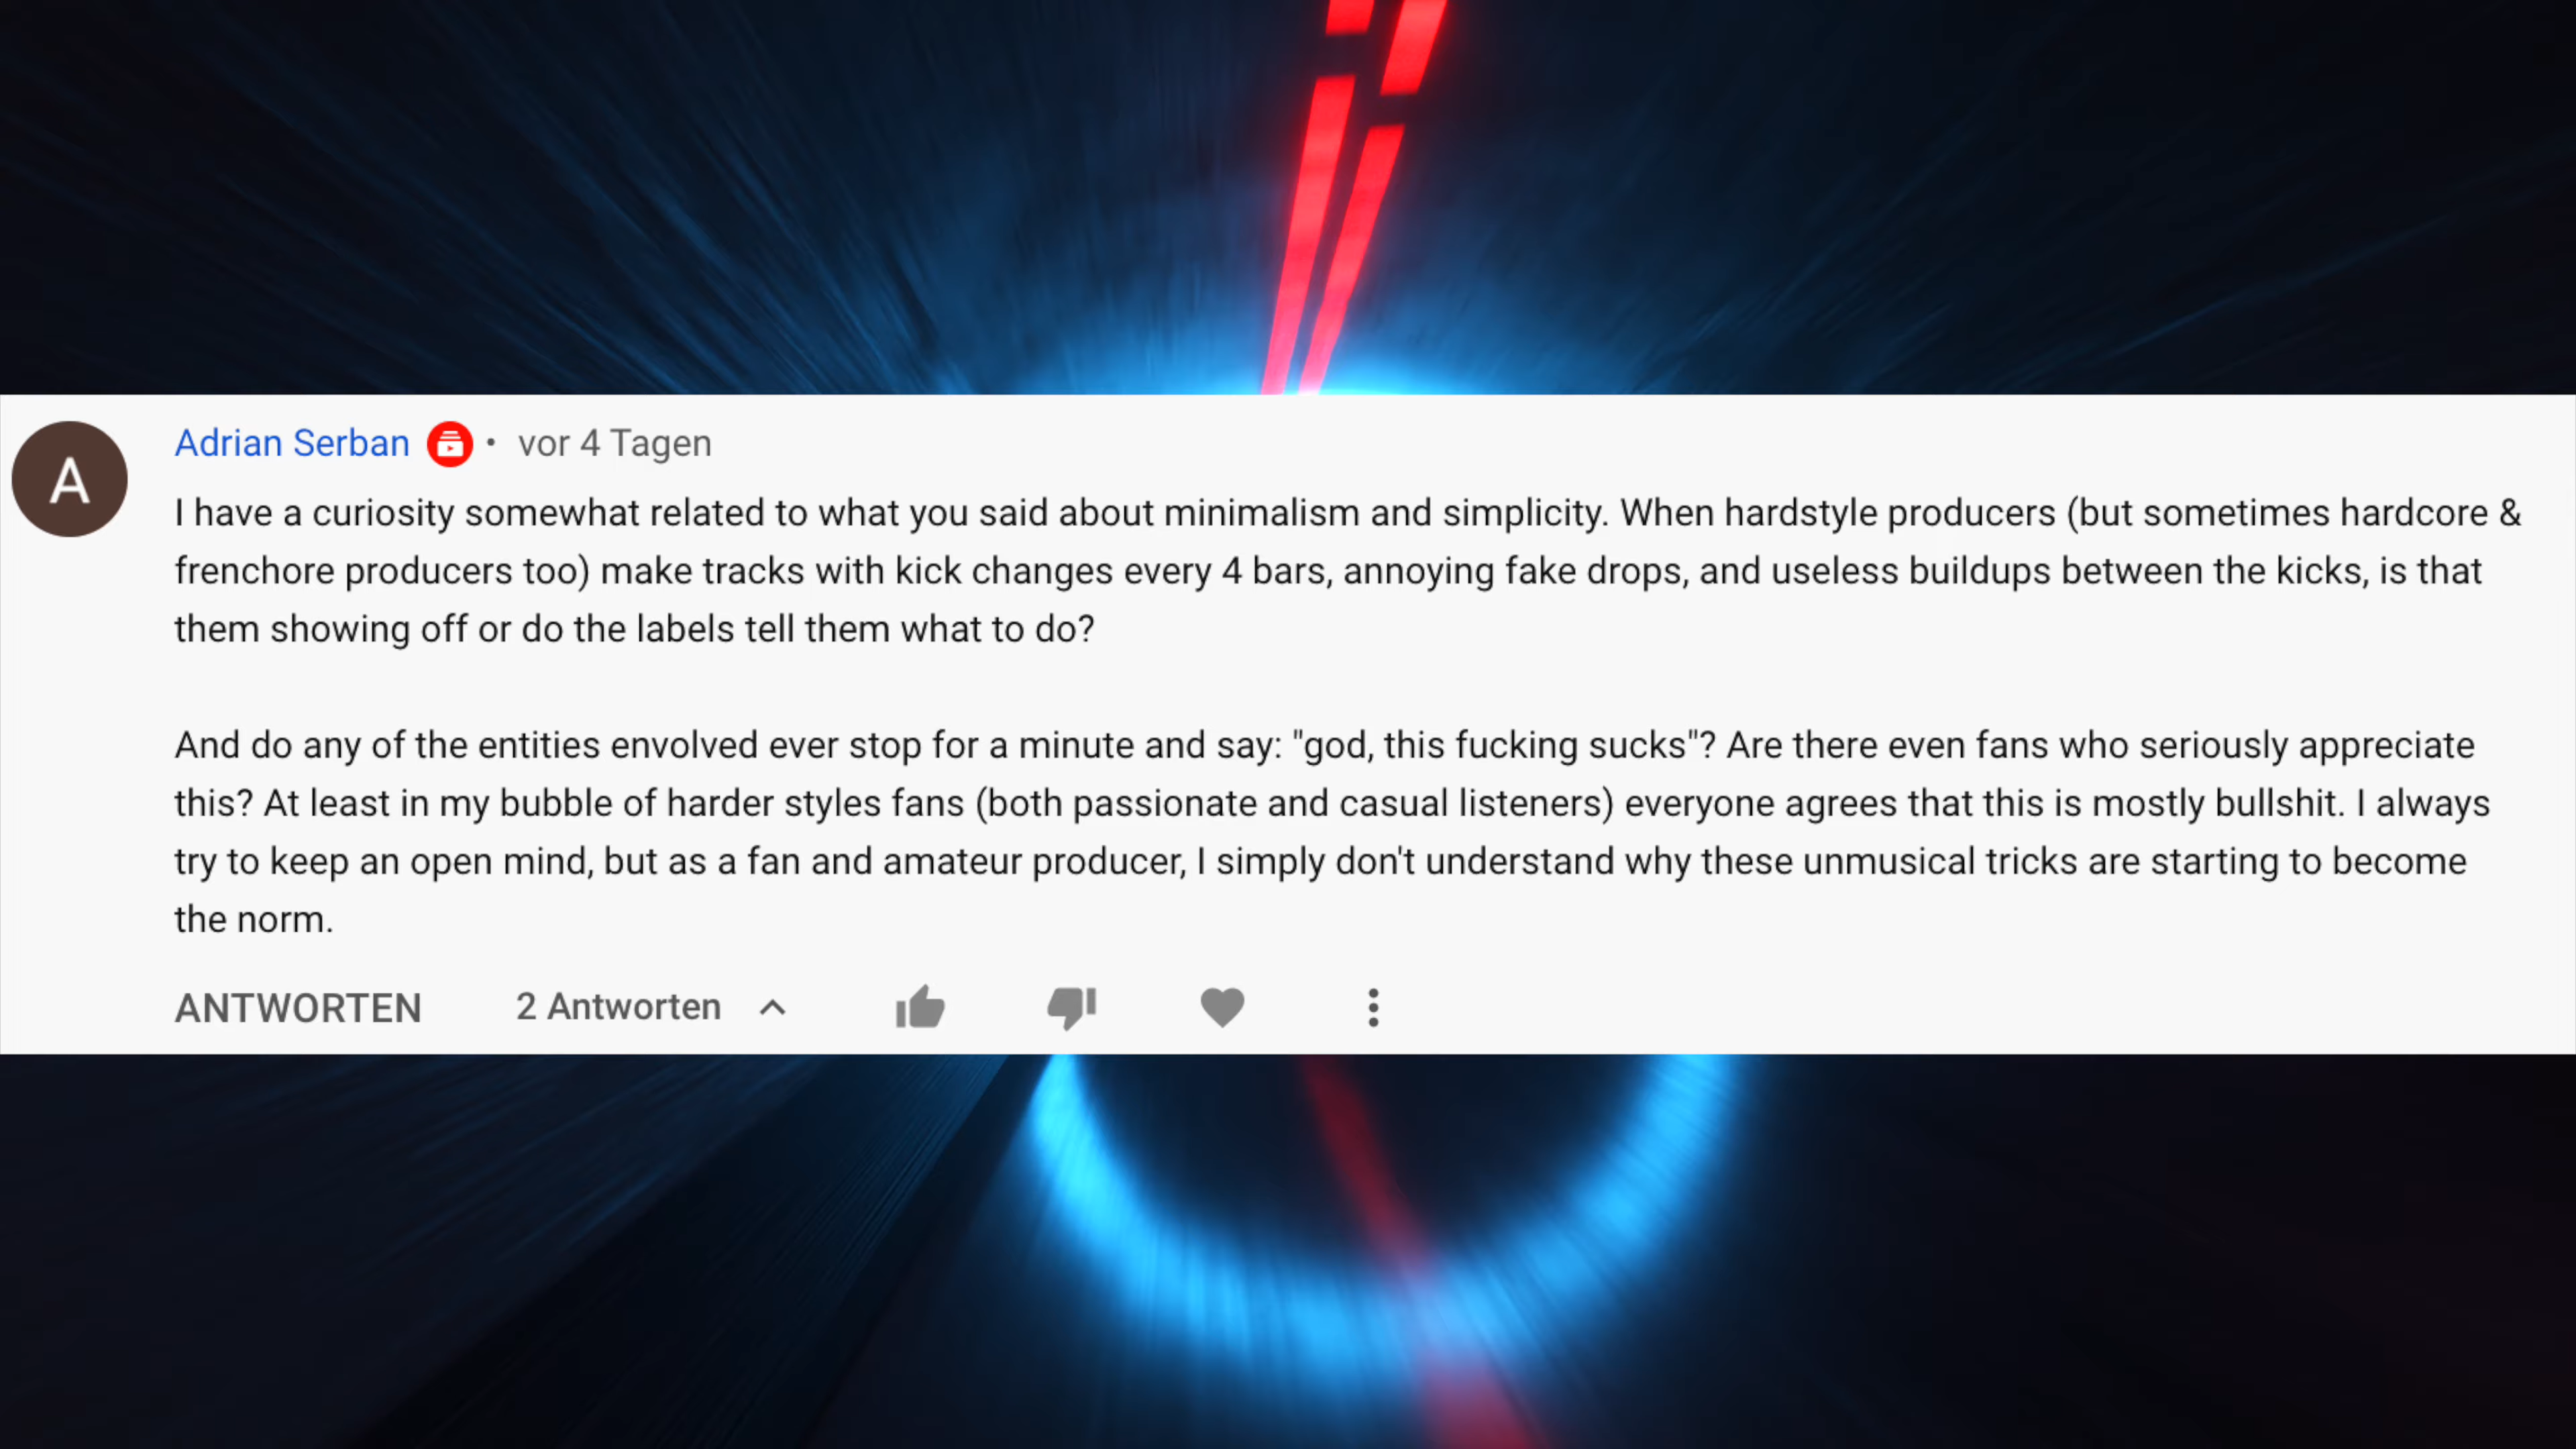 A
Adrian Serban • vor 4 Tagen
I have a curiosity somewhat related to what you said about minimalism and simplicity. When hardstyle producers (but sometimes hardcore &
frenchore producers too) make tracks with kick changes every 4 bars, annoying fake drops, and useless buildups between the kicks, is that
them showing off or do the labels tell them what to do?
And do any of the entities envolved ever stop for a minute and say: "god, this fucking sucks"? Are there even fans who seriously appreciate
this? At least in my bubble of harder styles fans (both passionate and casual listeners) everyone agrees that this is mostly bullshit. I always
try to keep an open mind, but as a fan and amateur producer, I simply don't understand why these unmusical tricks are starting to become
the norm.
ANTWORTEN 2 Antworten